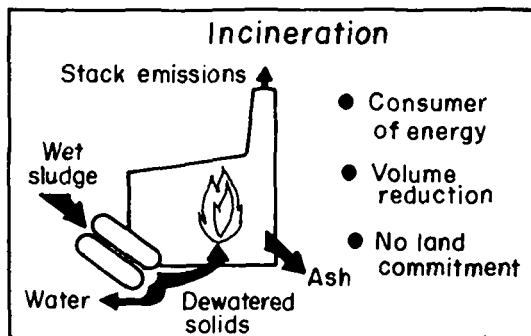 Incineration
Stack emissions
Wet
sludge
Water
Dewatered
solids
Ash
● Consumer
of energy
● Volume
reduction
● No land
commitment